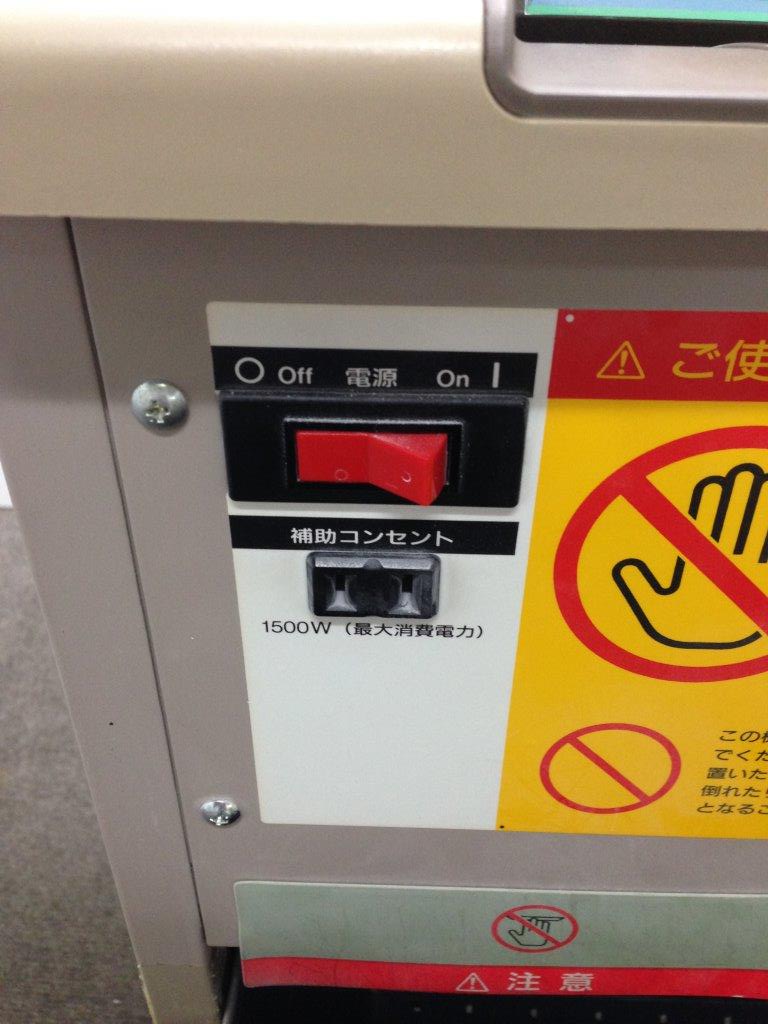 Off 電源 On
補助コンセント
1500W (最大消費電力)
ご使
この
でくた
置いた
倒れた
となるこ
注意